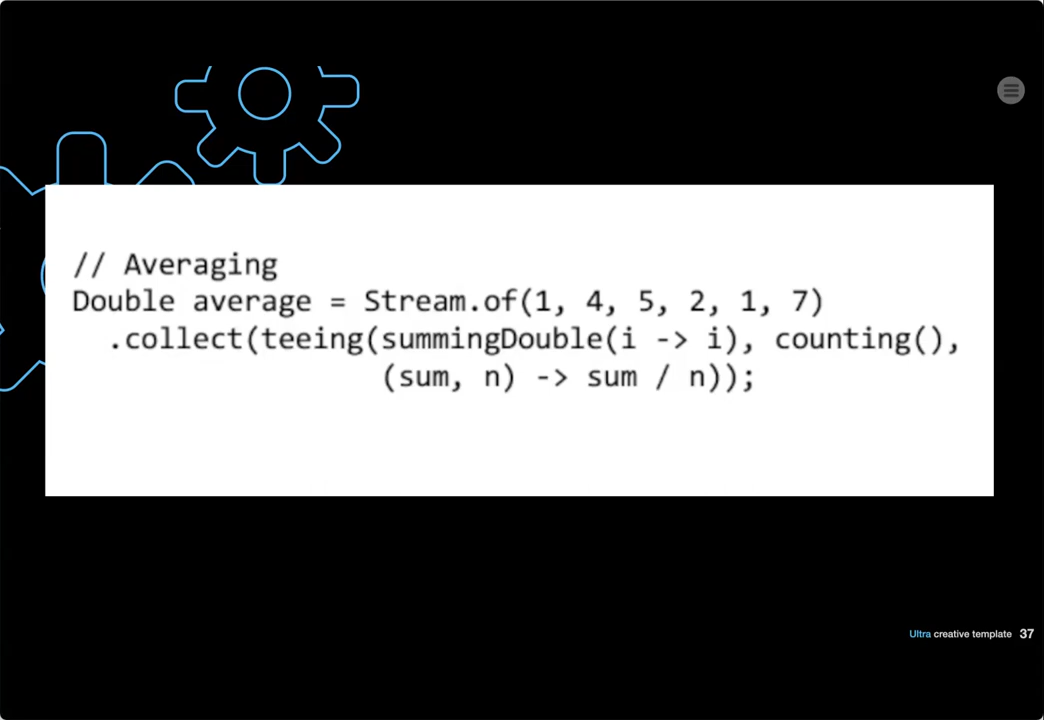 // Averaging
Double average = Stream.of(1, 4, 5, 2, 1, 7)
.collect(teeing(summingDouble(i -> i), counting(),
(sum, n) -> sum / n));
Ultra creative template 37